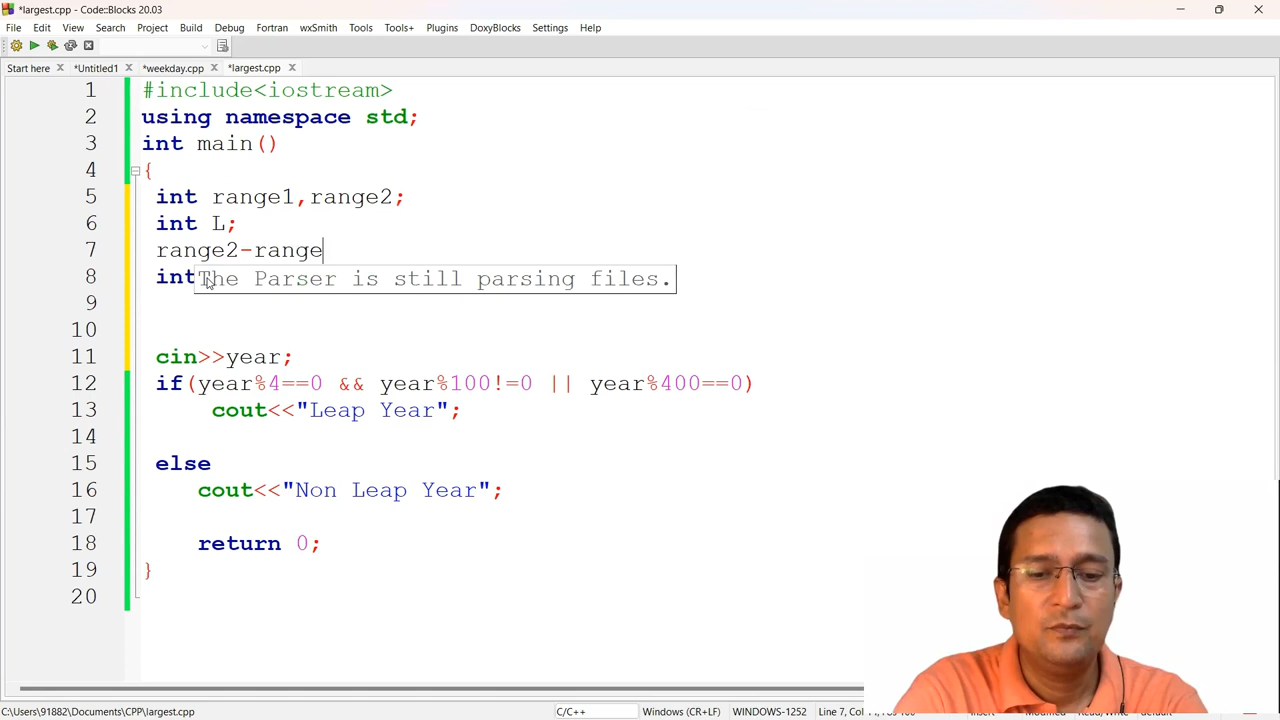 *largest.cpp - Code::Blocks 20.03
File Edit View Search Project Build Debug Fortran wxSmith Tools Tools+ Plugins DoxyBlocks Settings Help
Start here *Untitled1 *weekday.cpp *largest.cpp
1 #include<iostream>
2 using namespace std;
3 int main()
4 {
5 int range1,range2;
6 int L;
7 range2-range
8 int The Parser is still parsing files.
9
10
11 cin>>year;
12 if(year%4==0 && year%100!=0 || year%400==0)
13 cout<<"Leap Year";
14
15 else
16 cout<<"Non Leap Year";
17
18 return 0;
19 }
20
C:\Users\91882\Documents\CPP\largest.cpp C/C++ Windows (CR+LF) WINDOWS-1252 Line 7, Col